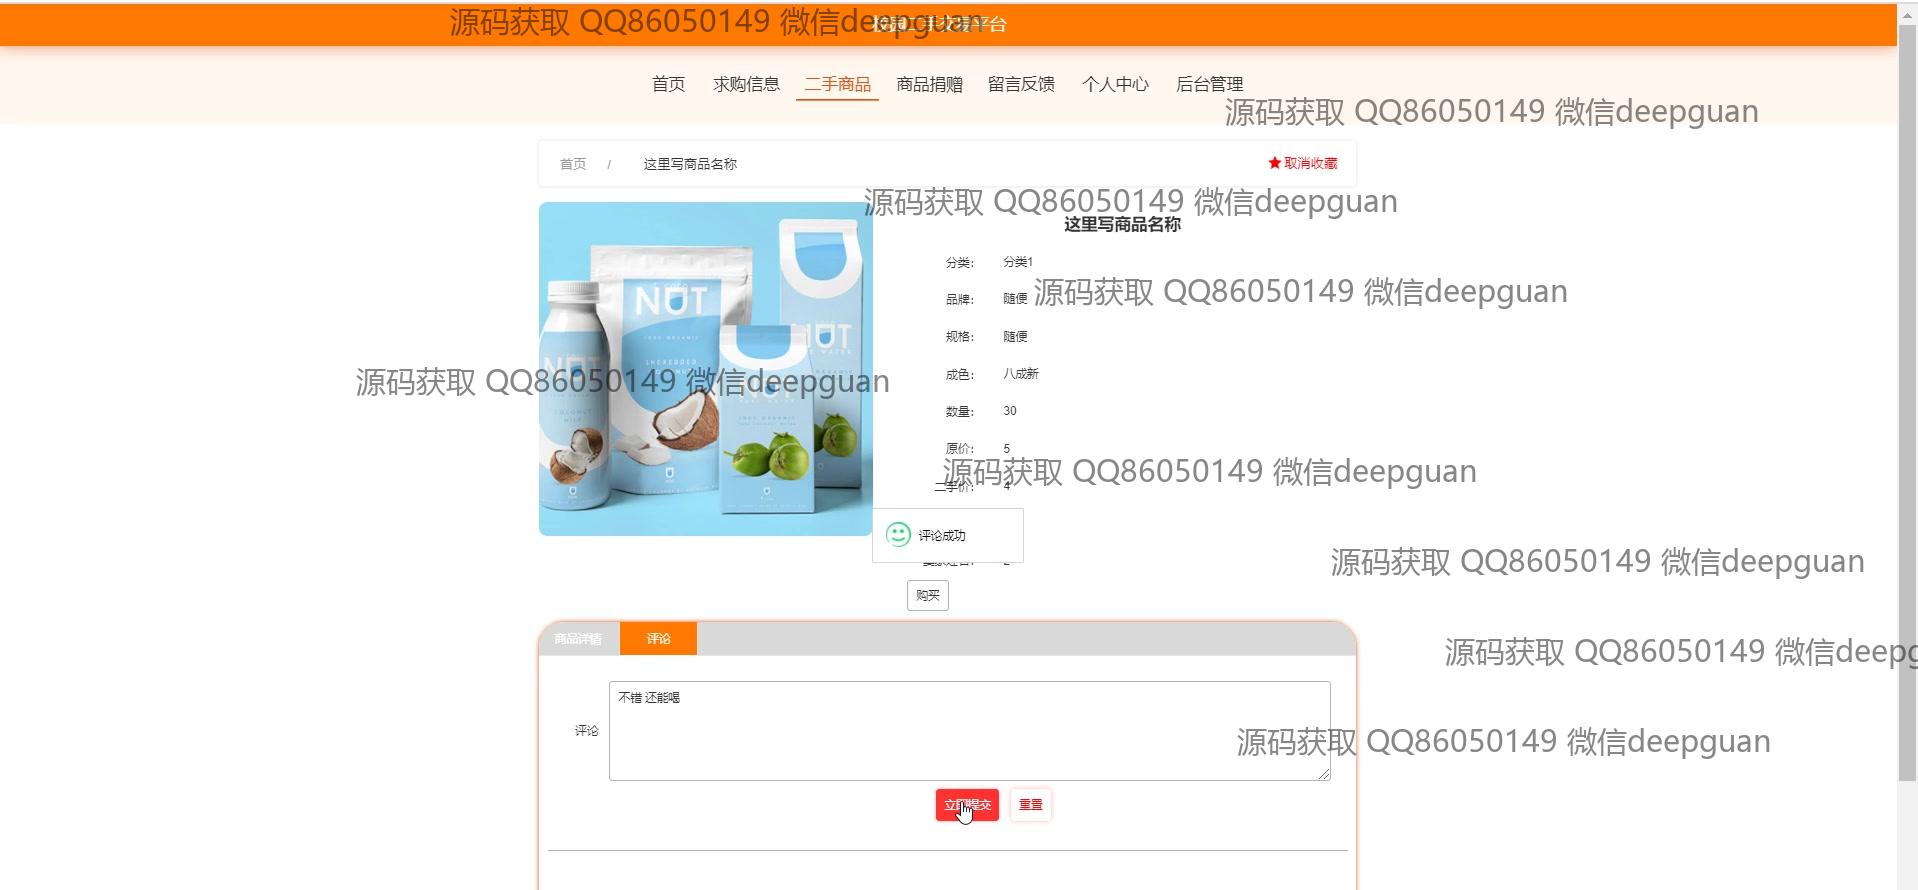 校园二手交易平台
源码获取 QQ86050149 微信deepguan
首页 求购信息 二手商品 商品捐赠 留言反馈 个人中心 后台管理
源码获取 QQ86050149 微信deepguan
首页 / 这里写商品名称
取消收藏
源码获取 QQ86050149 微信deepguan
这里写商品名称
分类： 分类1
品牌： 随便
源码获取 QQ86050149 微信deepguan
规格： 随便
成色： 八成新
源码获取 QQ86050149 微信deepguan
数量： 30
原价： 5
源码获取 QQ86050149 微信deepguan
二手价： 4
NUT
NUT
NUT
NUT
100% ORGANIC
SHREDDED
COCONUT
MILK
评论成功
源码获取 QQ86050149 微信deepguan
购买
商品详情 评论
源码获取 QQ86050149 微信deepg
不错 还能喝
评论
源码获取 QQ86050149 微信deepguan
立即提交 重置